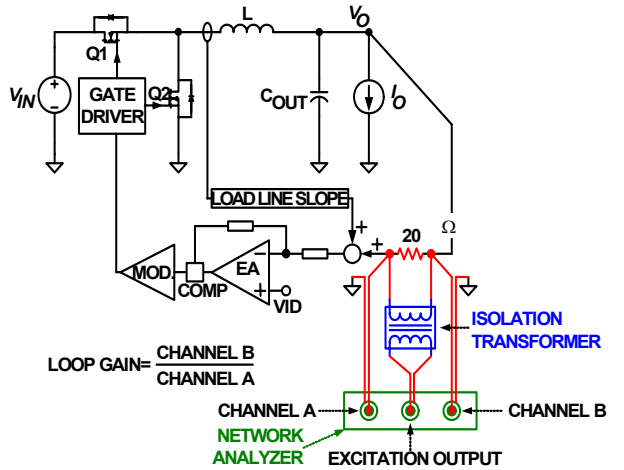 L
VO
Q1
VIN
+
−
GATE
DRIVER
Q2
COUT
IO
LOAD LINE SLOPE
+
+
20
Ω
MOD.
COMP
EA
−
+
VID
ISOLATION
TRANSFORMER
LOOP GAIN= CHANNEL B
CHANNEL A
CHANNEL A
CHANNEL B
NETWORK
ANALYZER
EXCITATION OUTPUT